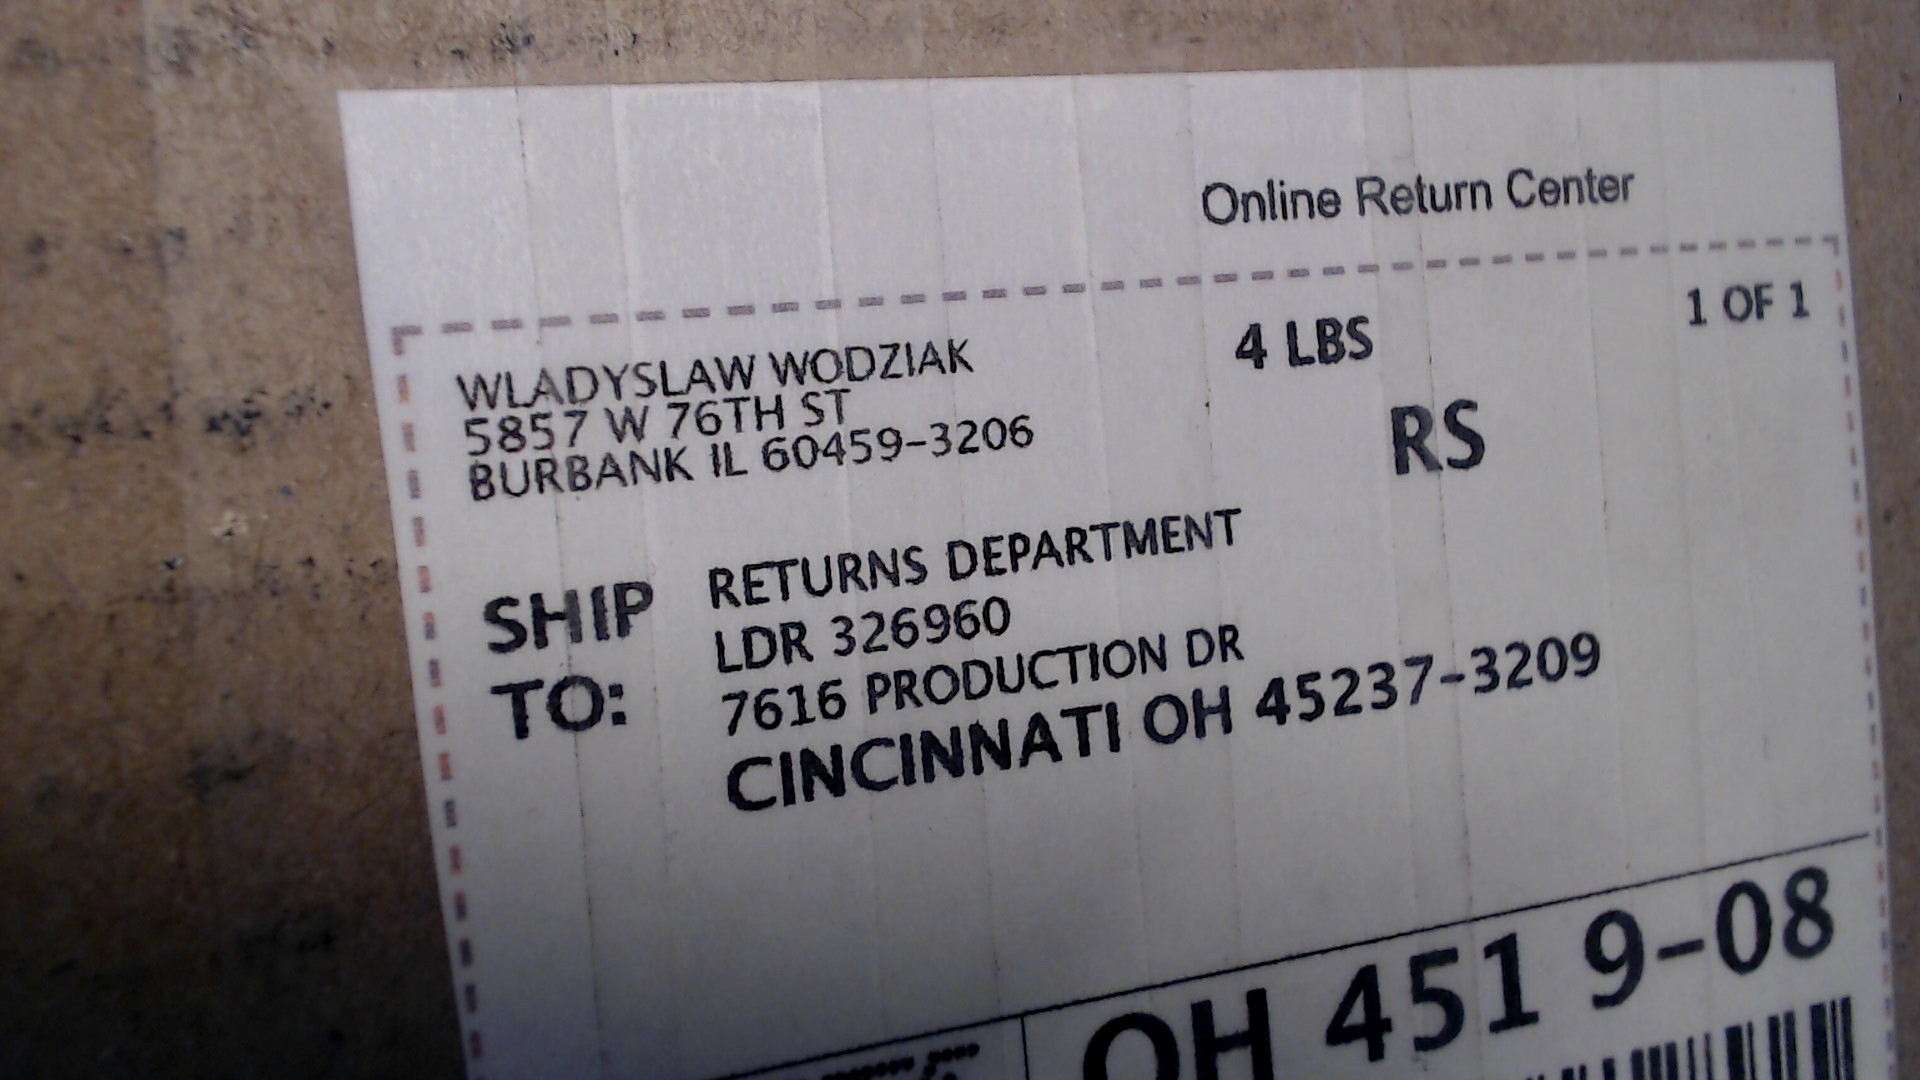 Online Return Center
WLADYSLAW WODZIAK
5857 W 76TH ST
BURBANK IL 60459-3206
4 LBS
1 OF 1
RS
SHIP TO:
RETURNS DEPARTMENT
LDR 326960
7616 PRODUCTION DR
CINCINNATI OH 45237-3209
OH 451 9-08